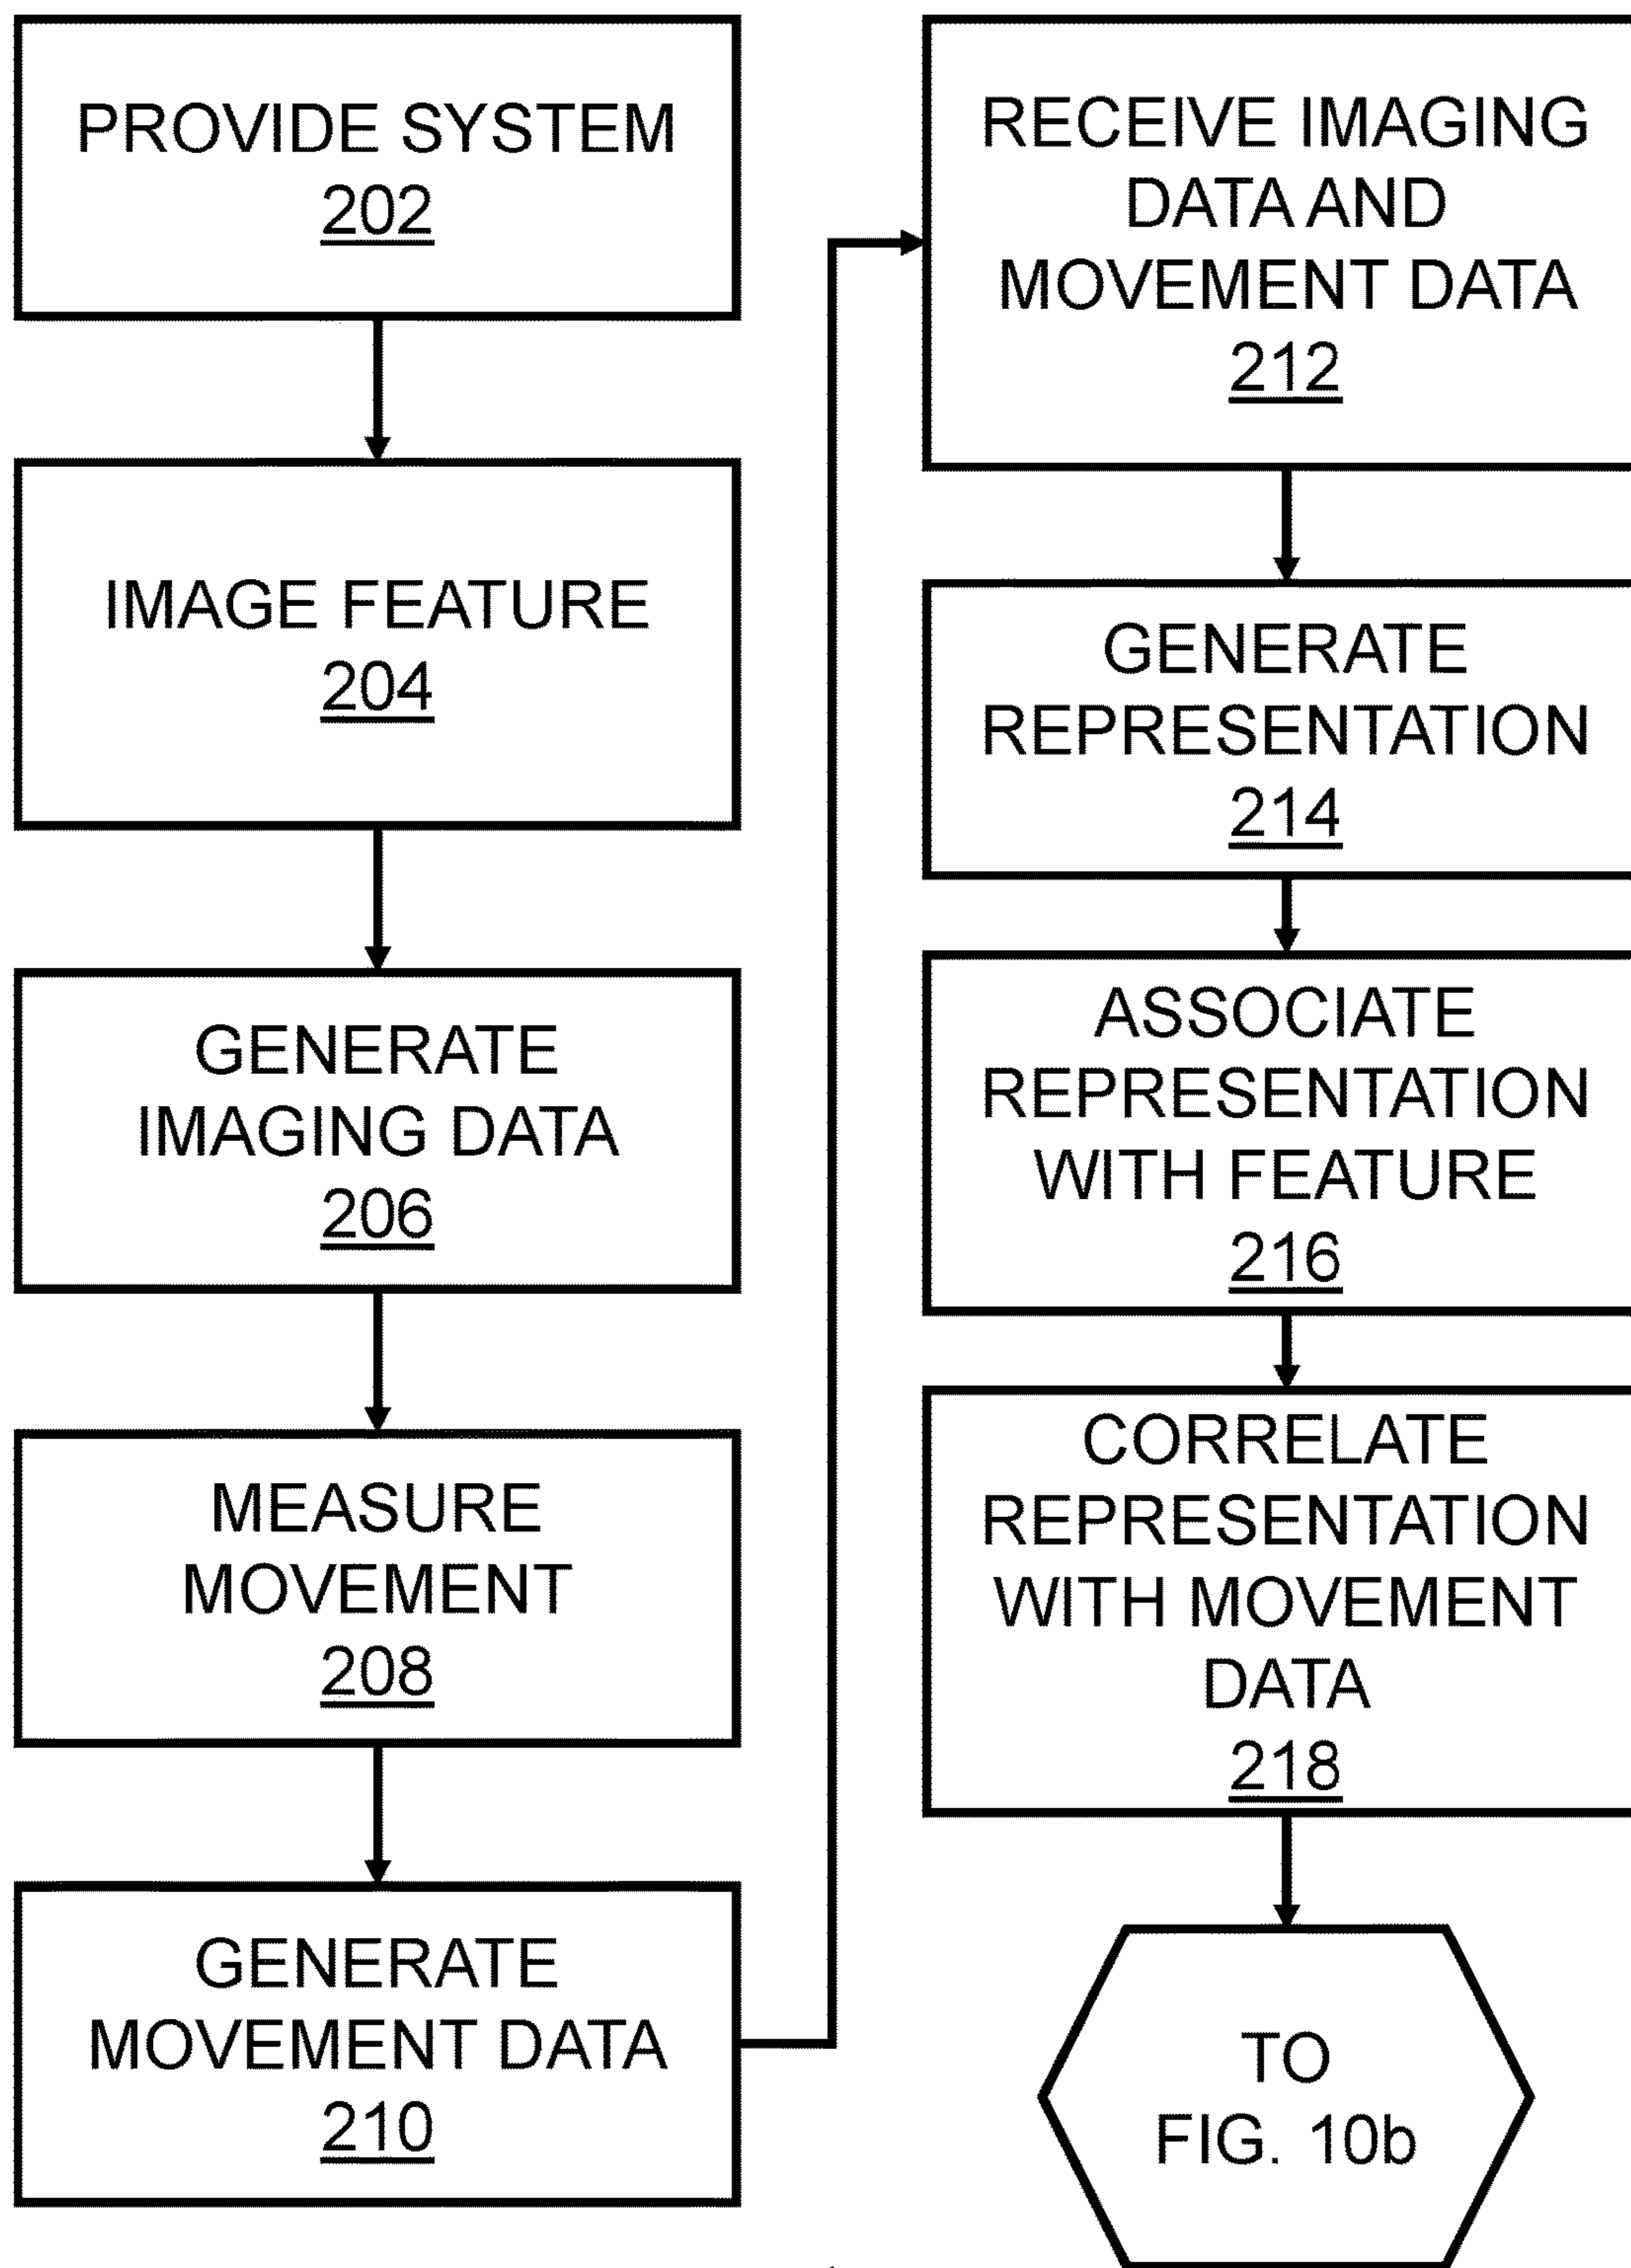 PROVIDE SYSTEM
202
IMAGE FEATURE
204
GENERATE
IMAGING DATA
206
MEASURE
MOVEMENT
208
GENERATE
MOVEMENT DATA
210
RECEIVE IMAGING
DATA AND
MOVEMENT DATA
212
GENERATE
REPRESENTATION
214
ASSOCIATE
REPRESENTATION
WITH FEATURE
216
CORRELATE
REPRESENTATION
WITH MOVEMENT
DATA
218
TO
FIG. 10b